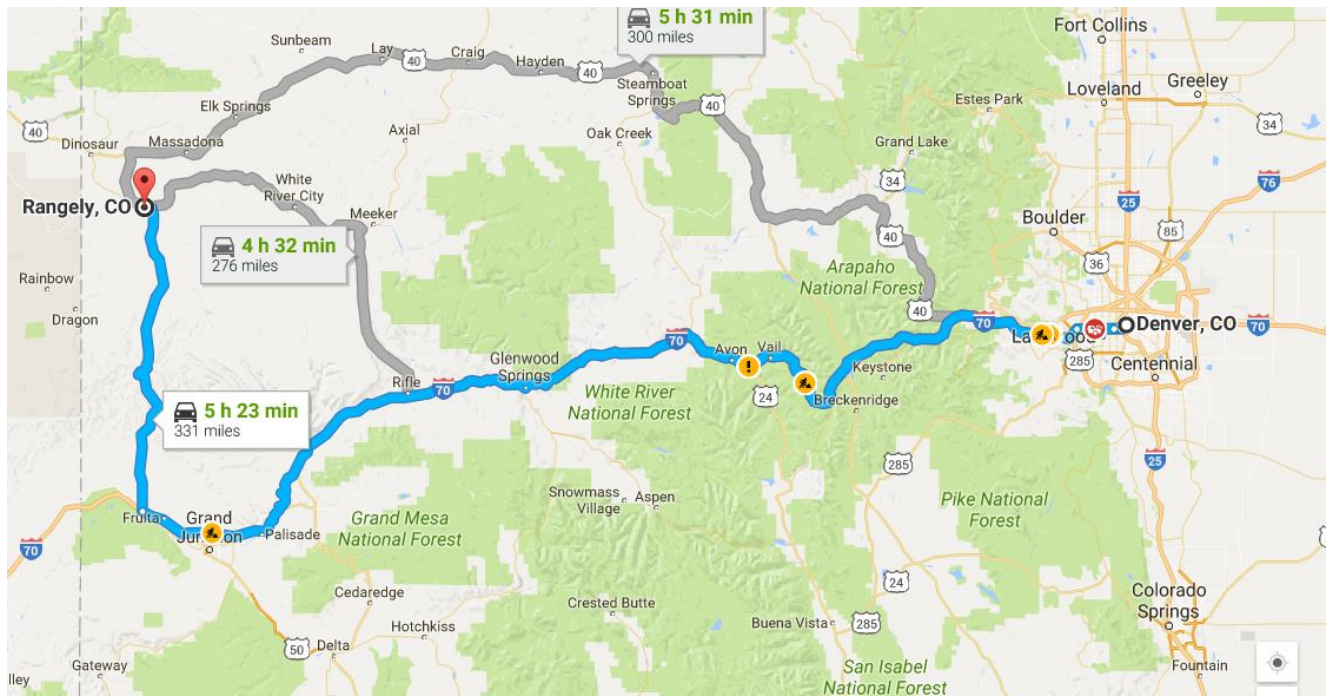 5 h 31 min
300 miles
Fort Collins
Sunbeam
Lay
40
Craig
Hayden
40
Steamboat
Springs
40
Loveland
Greeley
Estes Park
34
40
Elk Springs
Dinosaur
Massadona
Axial
Oak Creek
Grand Lake
34
76
25
Rangely, CO
White
River City
Meeker
Boulder
85
40
4 h 32 min
276 miles
36
Rainbow
Dragon
Arapaho
National Forest
40
70
Denver, CO
70
285
Centennial
Avon
Vail
70
Keystone
Glenwood
Springs
Rifle
70
White River
National Forest
24
Breckenridge
5 h 23 min
331 miles
285
25
Snowmass
Village
Aspen
Pike National
Forest
Fruita
Grand
Palisade
Grand Mesa
National Forest
70
24
Cedaredge
Crested Butte
Colorado
Springs
Hotchkiss
Buena Vista
285
50
Delta
Gateway
San Isabel
National Forest
Fountain